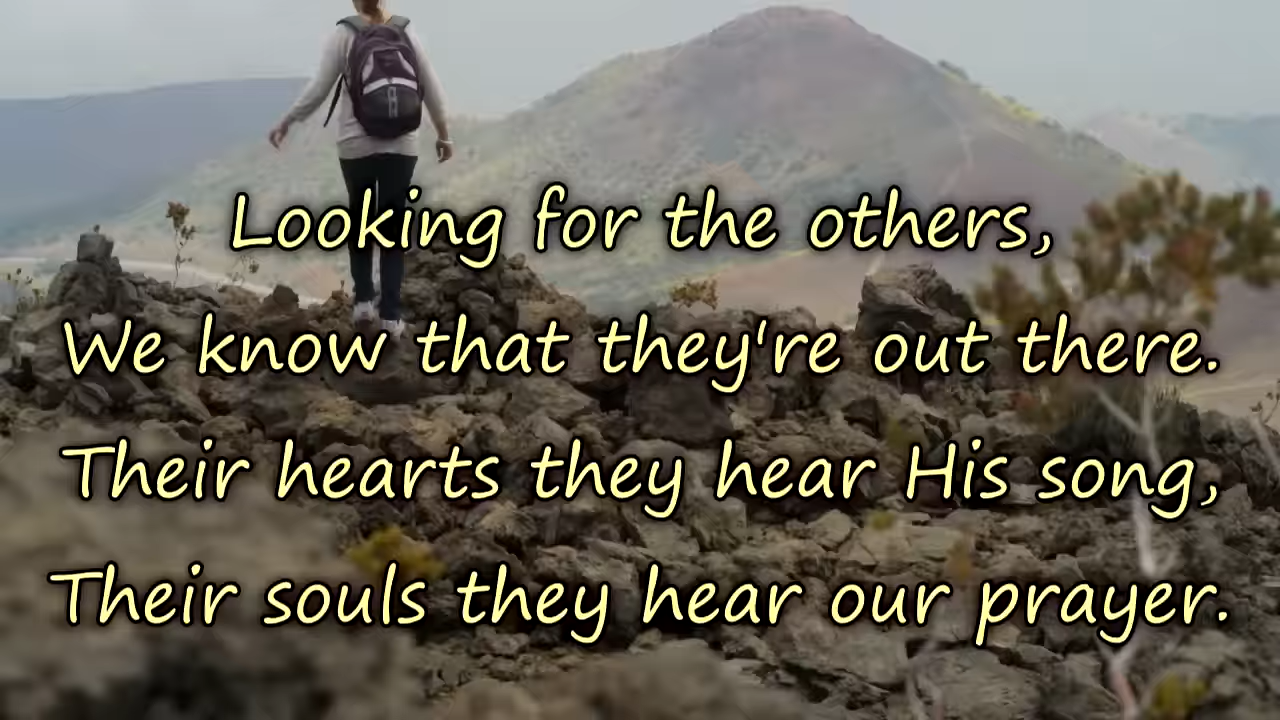 Looking for the others,
We know that they're out there.
Their hearts they hear His song,
Their souls they hear our prayer.